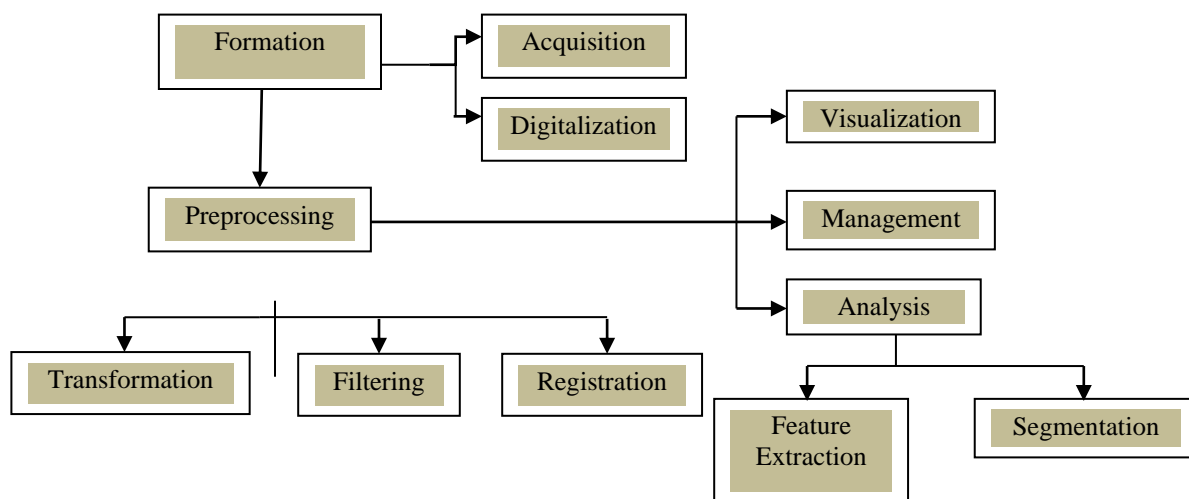 Formation
Acquisition
Digitalization
Visualization
Preprocessing
Management
Analysis
Transformation
Filtering
Registration
Feature
Extraction
Segmentation